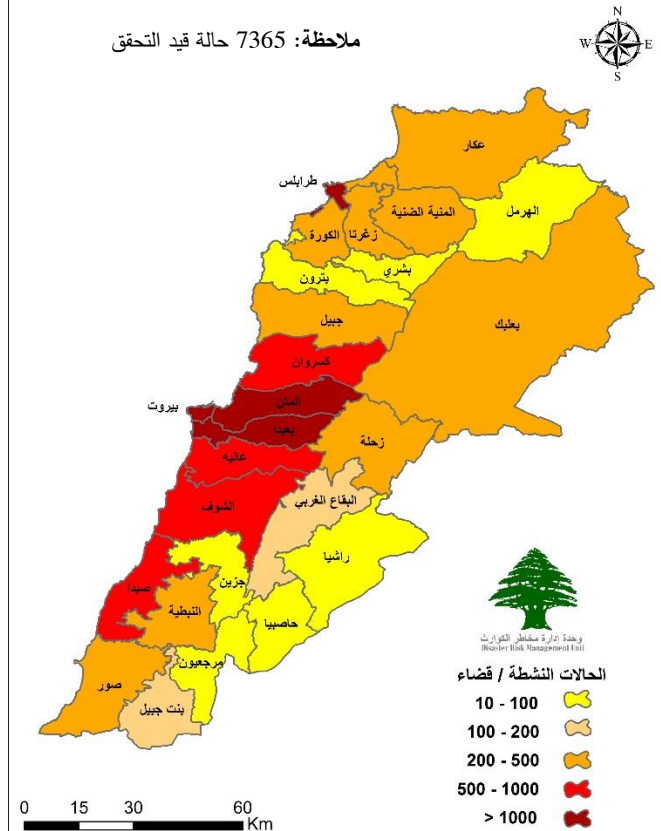 ملاحظة: 7365 حالة قيد التحقق
N
W E
S
عكار
طرابلس
الهرمل
المنية الضنية
زغرتا
الكورة
بشري
بترون
جبيل
بعلبك
كسروان
المتن
بيروت
بعبدا
زحلة
عاليه
البقاع الغربي
الشوف
راشيا
صيدا
جزين
النبطية
حاصبيا
مرجعيون
صور
بنت جبيل
وحدة ادارة مخاطر الكوارث
Disaster Risk Management Unit
الحالات النشطة / قضاء
10 - 100
100 - 200
200 - 500
500 - 1000
> 1000
0 15 30 60
Km